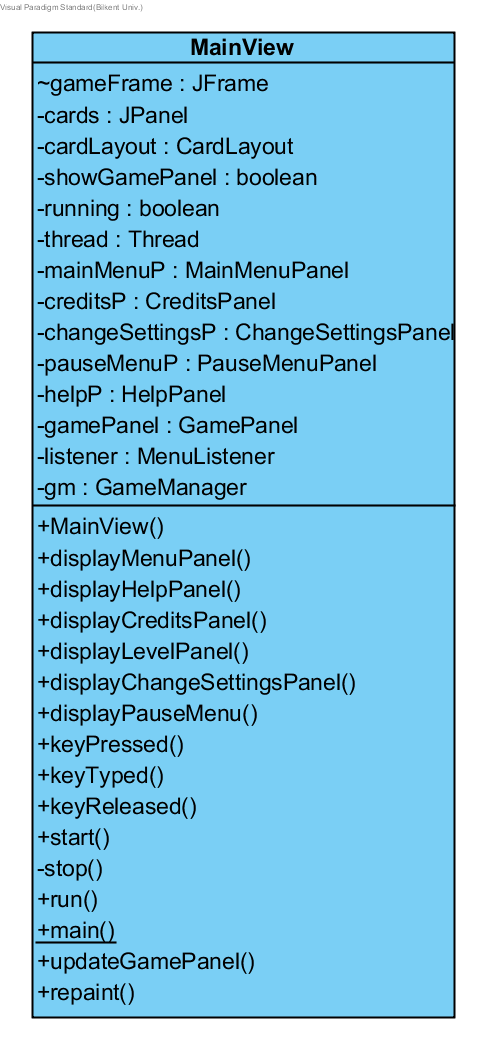 Visual Paradigm Standard(Bilkent Univ.)
MainView
~gameFrame : JFrame
-cards : JPanel
-cardLayout : CardLayout
-showGamePanel : boolean
-running : boolean
-thread : Thread
-mainMenuP : MainMenuPanel
-creditsP : CreditsPanel
-changeSettingsP : ChangeSettingsPanel
-pauseMenuP : PauseMenuPanel
-helpP : HelpPanel
-gamePanel : GamePanel
-listener : MenuListener
-gm : GameManager
+MainView()
+displayMenuPanel()
+displayHelpPanel()
+displayCreditsPanel()
+displayLevelPanel()
+displayChangeSettingsPanel()
+displayPauseMenu()
+keyPressed()
+keyTyped()
+keyReleased()
+start()
-stop()
+run()
+main()
+updateGamePanel()
+repaint()